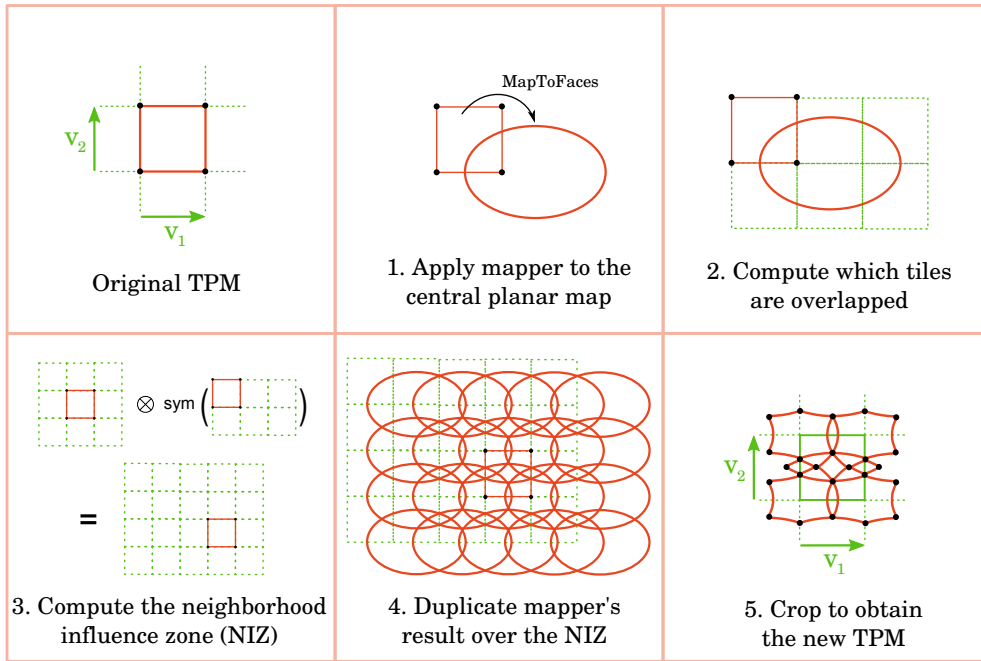 v₂
v₁
Original TPM
MapToFaces
1. Apply mapper to the
central planar map
2. Compute which tiles
are overlapped
⊗ sym ( )
=
3. Compute the neighborhood
influence zone (NIZ)
4. Duplicate mapper's
result over the NIZ
v₂
v₁
5. Crop to obtain
the new TPM